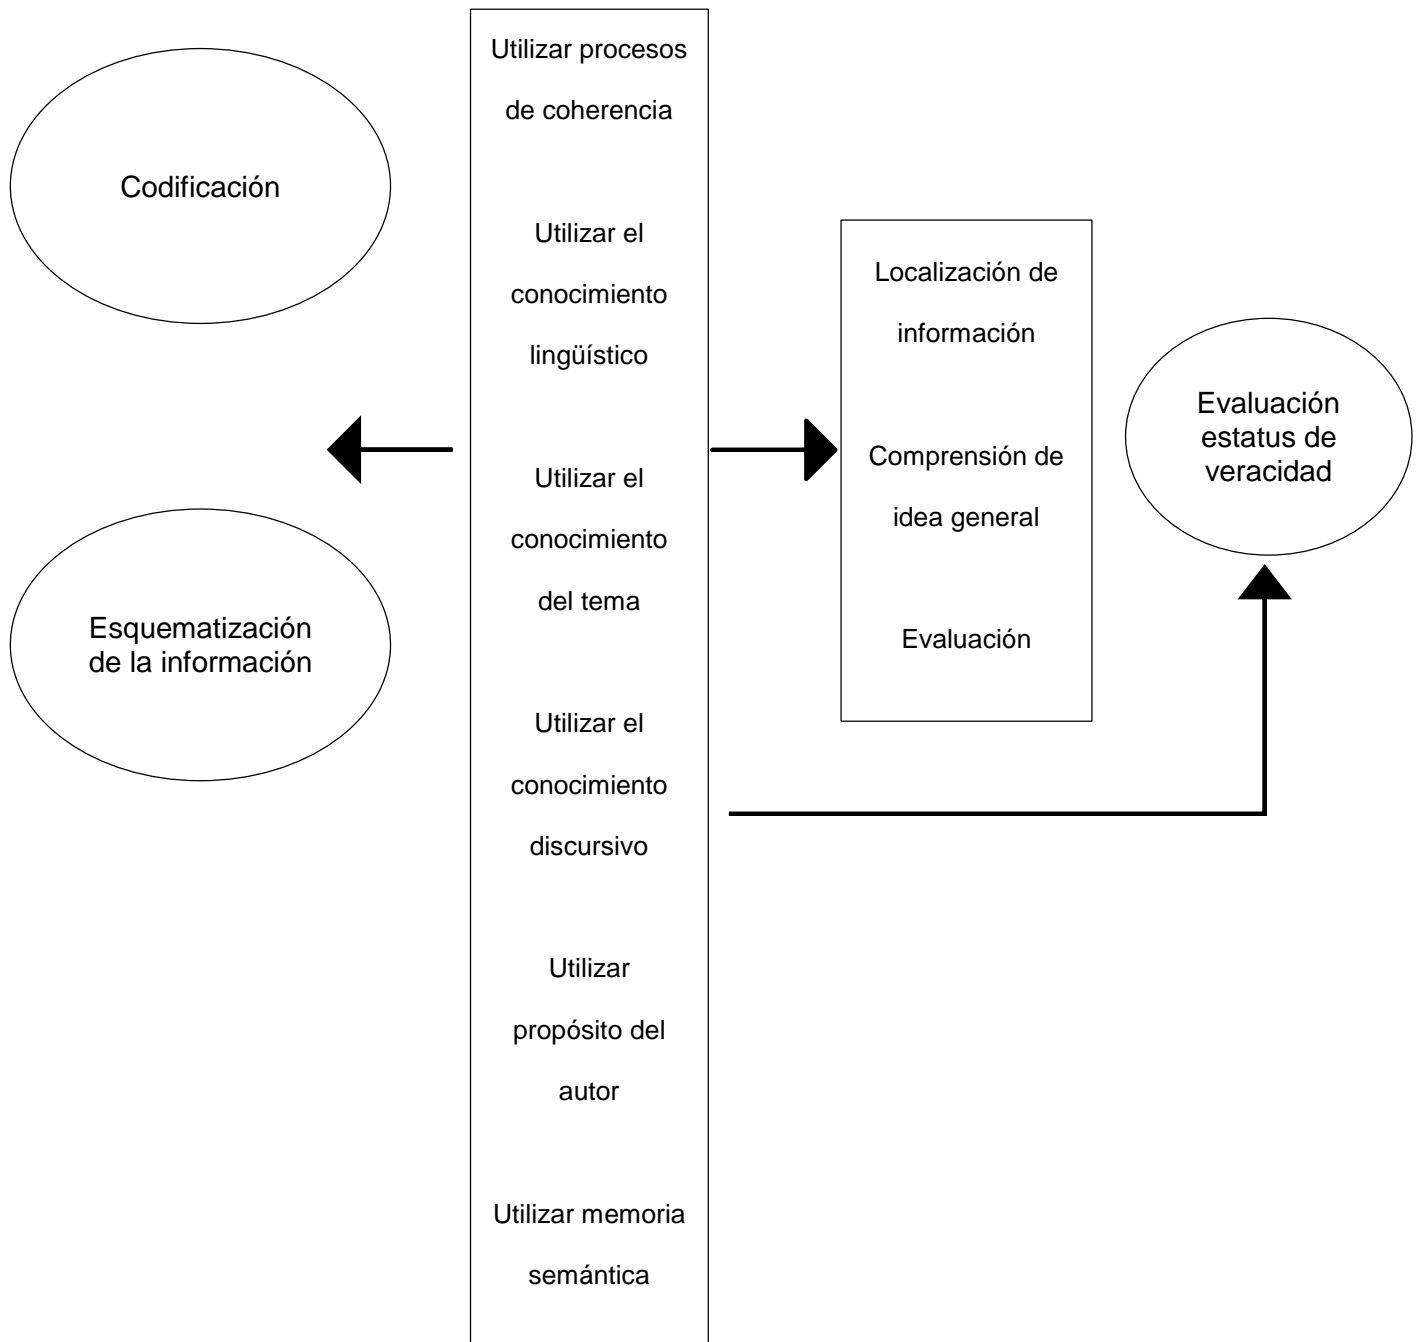 Codificación
Esquematización
de la información
Utilizar procesos
de coherencia
Utilizar el
conocimiento
lingüístico
Utilizar el
conocimiento
del tema
Utilizar el
conocimiento
discursivo
Utilizar
propósito del
autor
Utilizar memoria
semántica
Localización de
información
Comprensión de
idea general
Evaluación
Evaluación
estatus de
veracidad